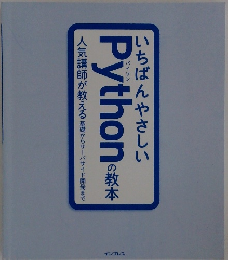 いちばんやさしい
Python
パイソン
の教本
人気講師が教える基礎からサーバサイド開発まで
インプレス